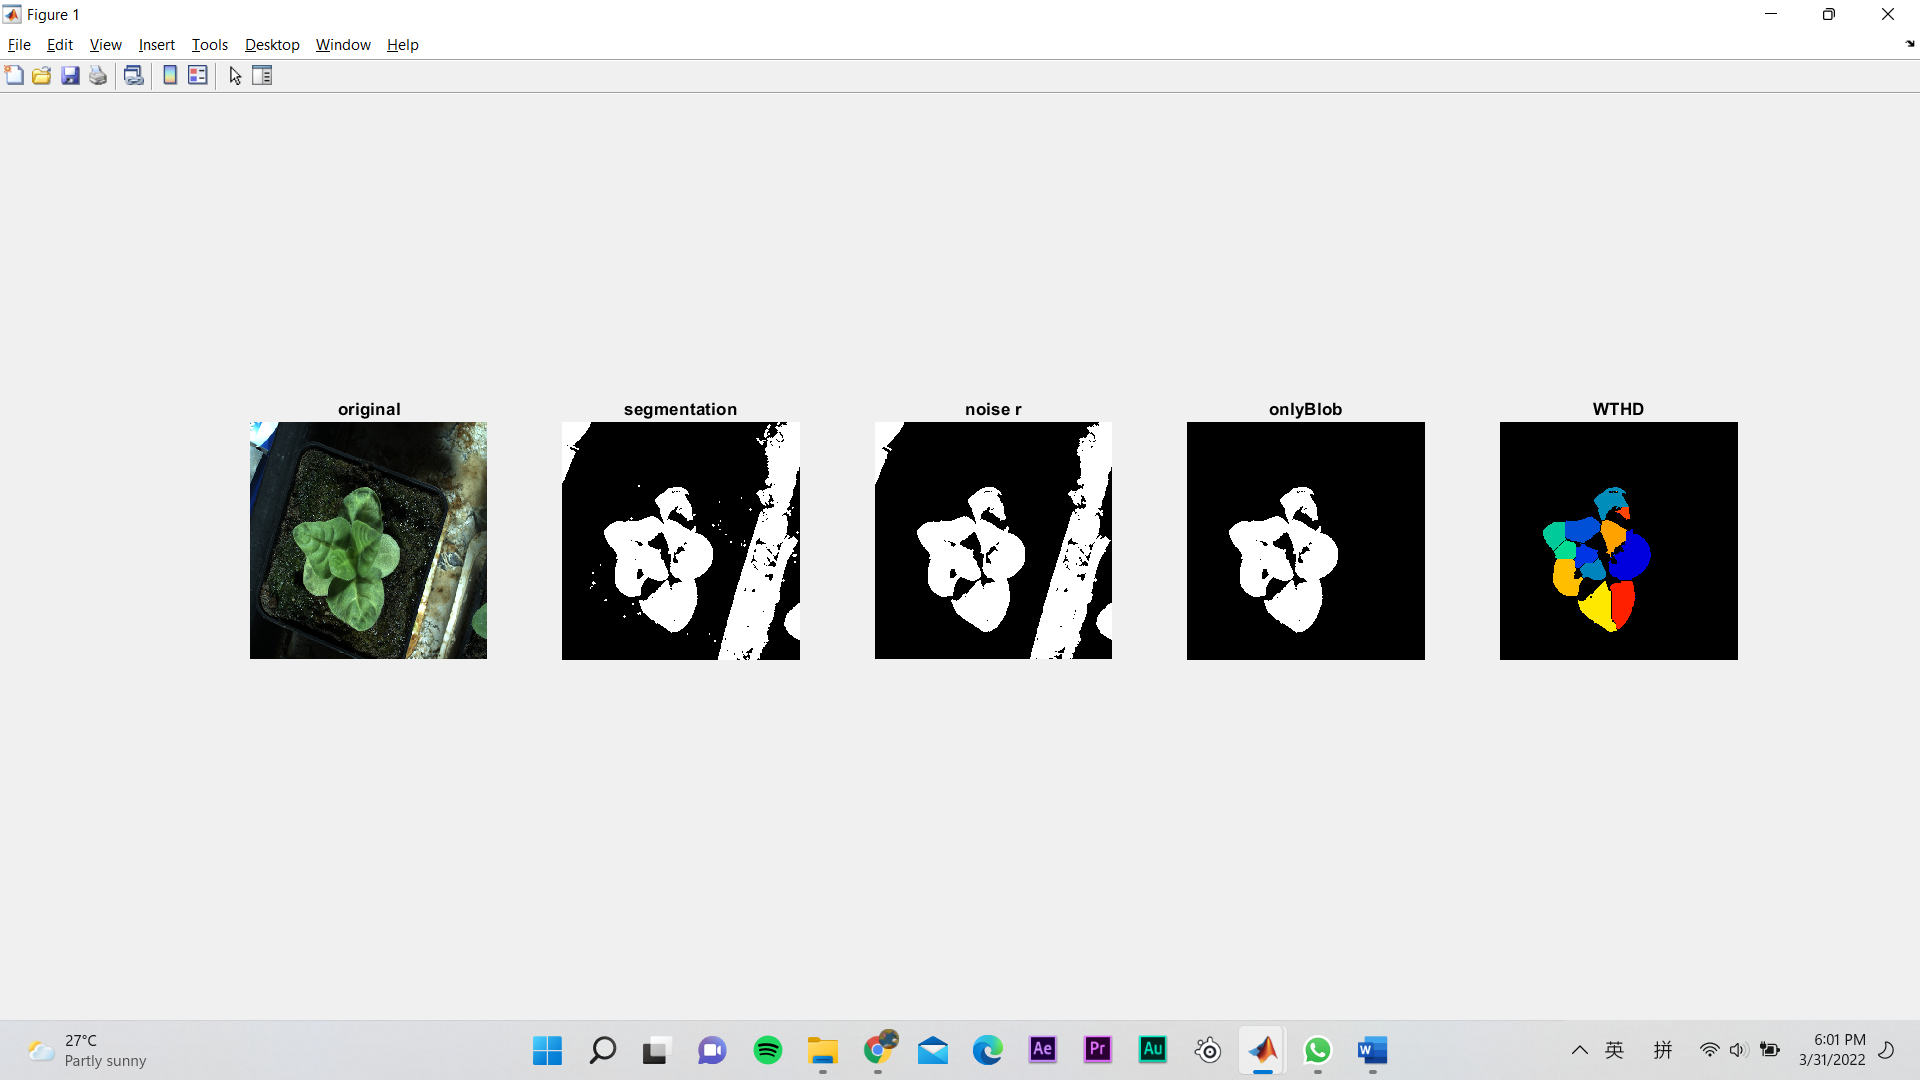 Figure 1
File Edit View Insert Tools Desktop Window Help
original segmentation noise r onlyBlob WTHD
27°C
Partly sunny
Ae Pr Au
英 拼
6:01 PM
3/31/2022